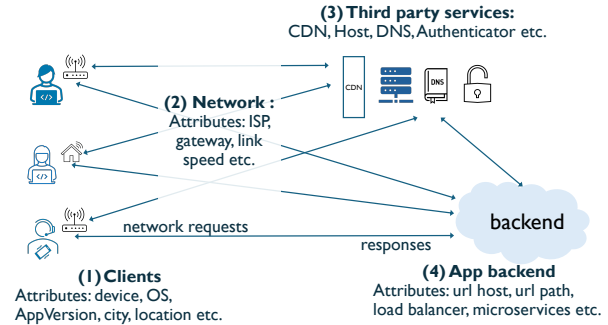 (3) Third party services:
CDN, Host, DNS, Authenticator etc.
CDN
DNS
(2) Network :
Attributes: ISP,
gateway, link
speed etc.
backend
network requests
responses
(1) Clients
Attributes: device, OS,
AppVersion, city, location etc.
(4) App backend
Attributes: url host, url path,
load balancer, microservices etc.